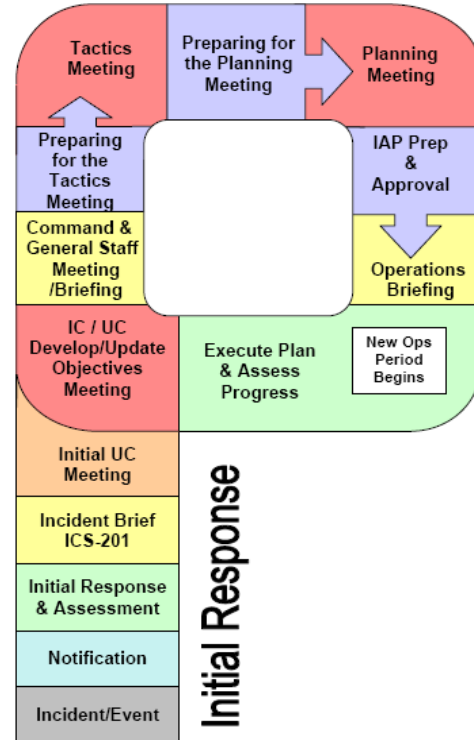 Tactics
Meeting
Preparing for
the Planning
Meeting
Planning
Meeting
Preparing
for the
Tactics
Meeting
IAP Prep
&
Approval
Command &
General Staff
Meeting
/Briefing
Operations
Briefing
IC / UC
Develop/Update
Objectives
Meeting
Execute Plan
& Assess
Progress
New Ops
Period
Begins
Initial UC
Meeting
Incident Brief
ICS-201
Initial Response
& Assessment
Notification
Incident/Event
Initial Response